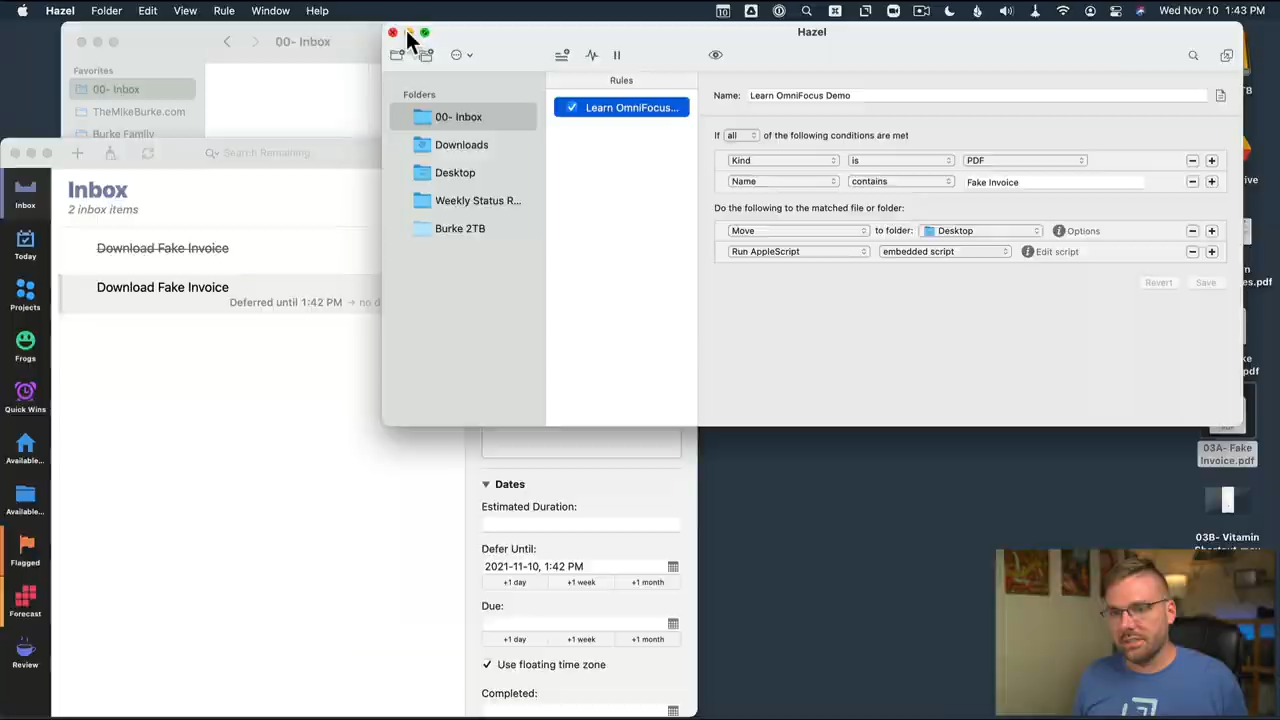 Hazel File Edit View Rule Window Help
10 Wed Nov 10 1:43 PM
00- Inbox
Favorites
00- Inbox
TheMikeBurke.com
Burke Family
Search Remaining
Inbox
2 inbox items
Download Fake Invoice
Download Fake Invoice
Deferred until 1:42 PM → no d
Inbox
Today
Projects
Frogs
Quick Wins
Available...
Available...
Flagged
Forecast
Review
Hazel
Folders
00- Inbox
Downloads
Desktop
Weekly Status R...
Burke 2TB
Rules
Learn OmniFocus...
Name: Learn OmniFocus Demo
If all of the following conditions are met
Kind is PDF
Name contains Fake Invoice
Do the following to the matched file or folder:
Move to folder: Desktop Options
Run AppleScript embedded script Edit script
Revert Save
Dates
Estimated Duration:
Defer Until:
2021-11-10, 1:42 PM
+1 day +1 week +1 month
Due:
+1 day +1 week +1 month
Use floating time zone
Completed:
03A- Fake
Invoice.pdf
03B- Vitamin